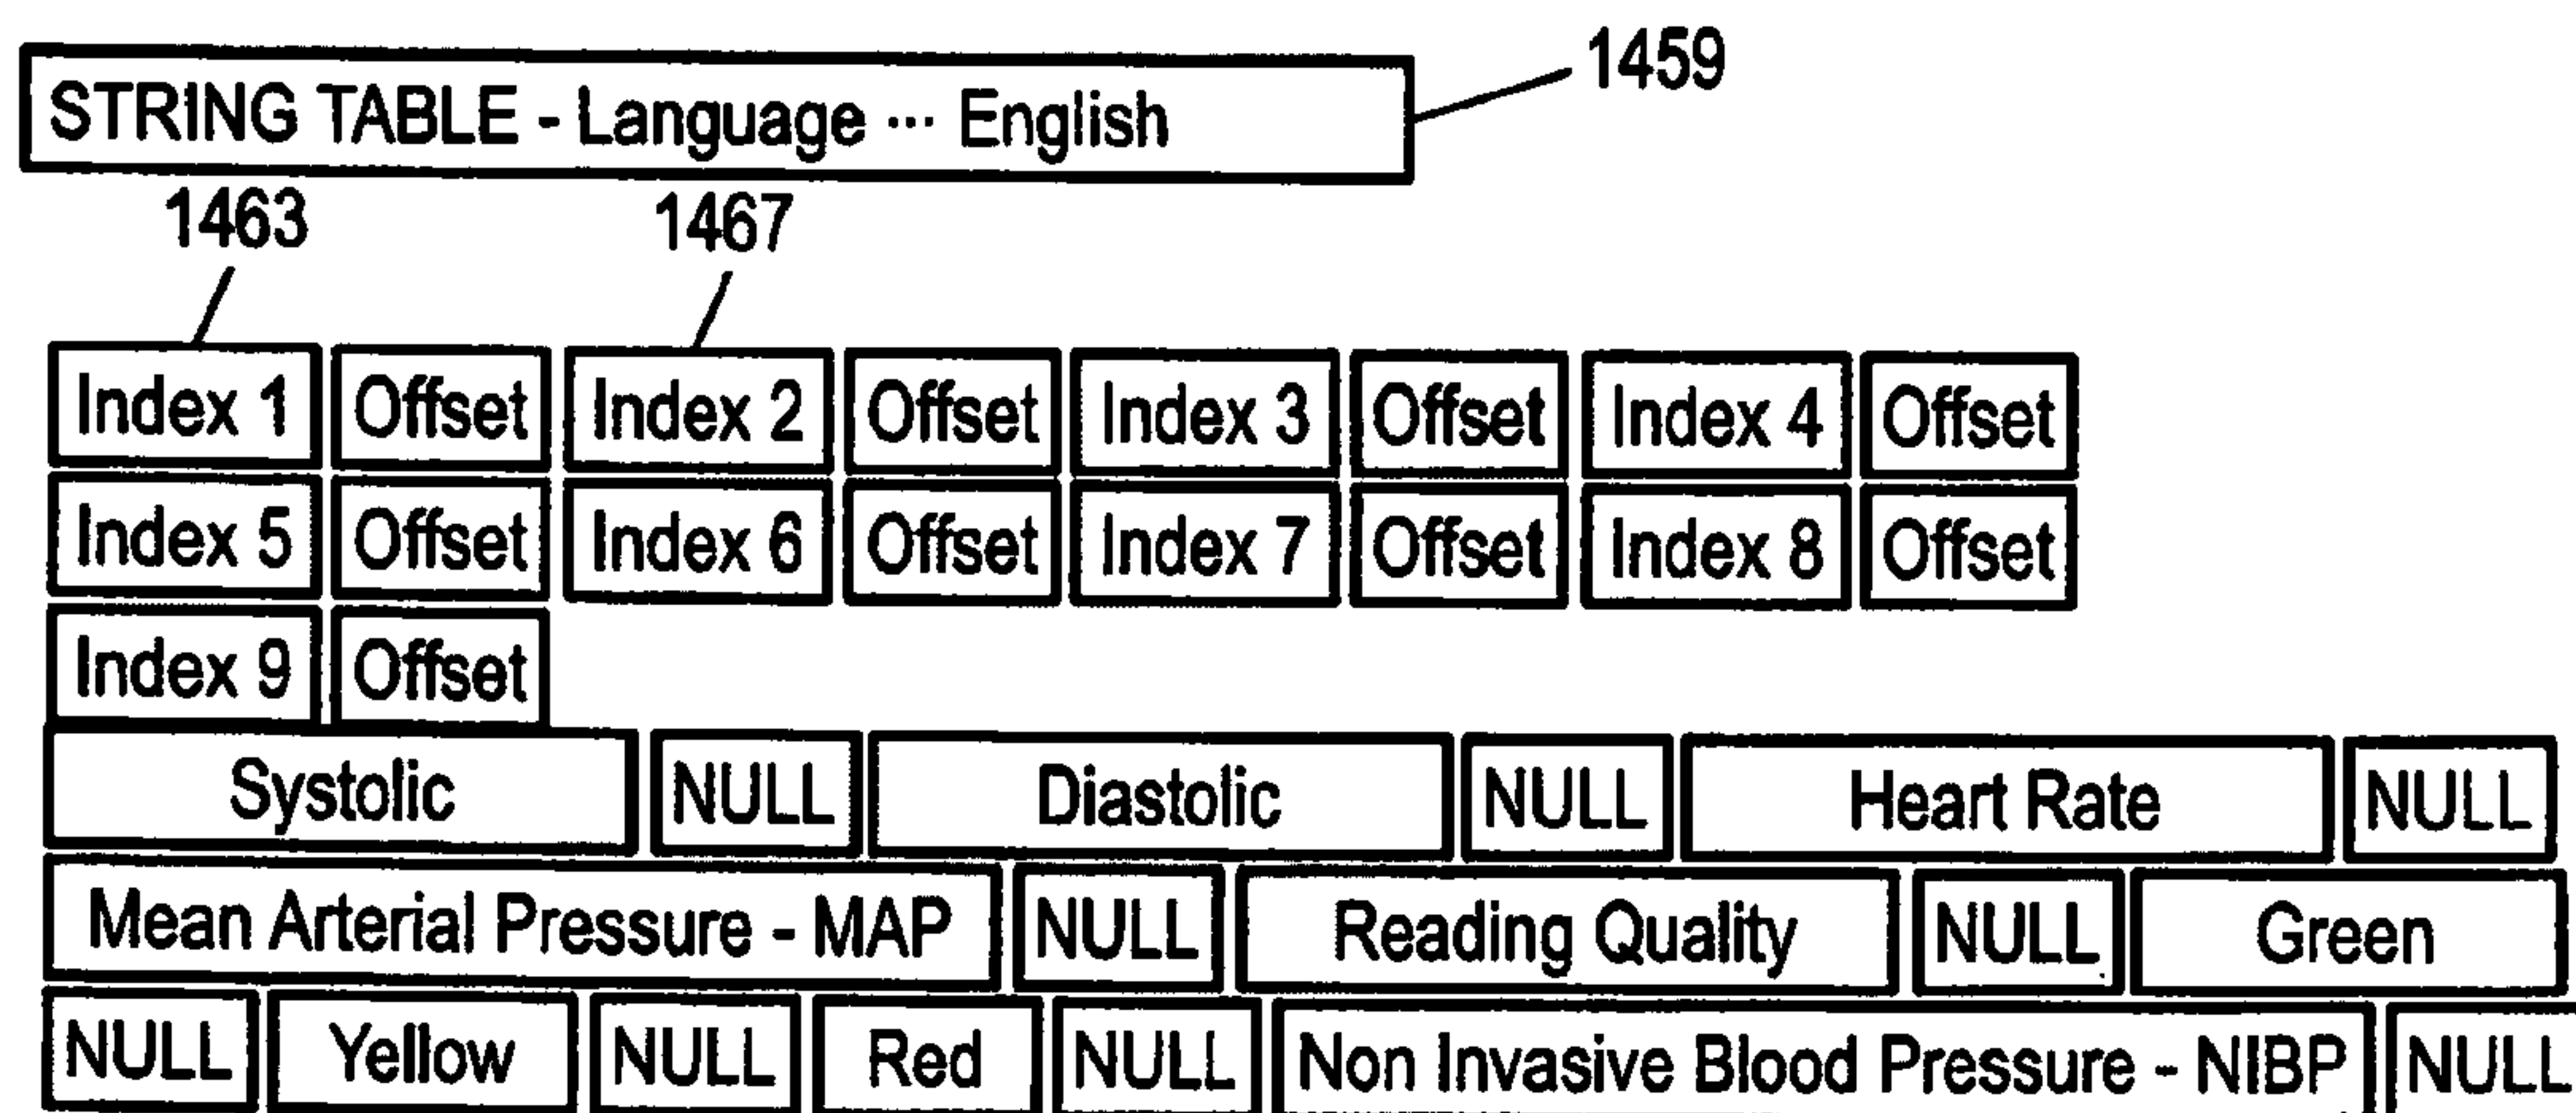 1459
STRING TABLE - Language ··· English
1463 1467
Index 1 Offset Index 2 Offset Index 3 Offset Index 4 Offset
Index 5 Offset Index 6 Offset Index 7 Offset Index 8 Offset
Index 9 Offset
Systolic NULL Diastolic NULL Heart Rate NULL
Mean Arterial Pressure - MAP NULL Reading Quality NULL Green
NULL Yellow NULL Red NULL Non Invasive Blood Pressure - NIBP NULL